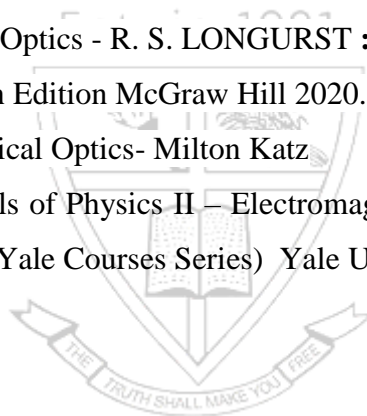 Optics - R. S. LONGURST :
Edition McGraw Hill 2020.
ical Optics- Milton Katz
ls of Physics II – Electromag
Yale Courses Series) Yale U
THE TRUTH SHALL MAKE YOU FREE